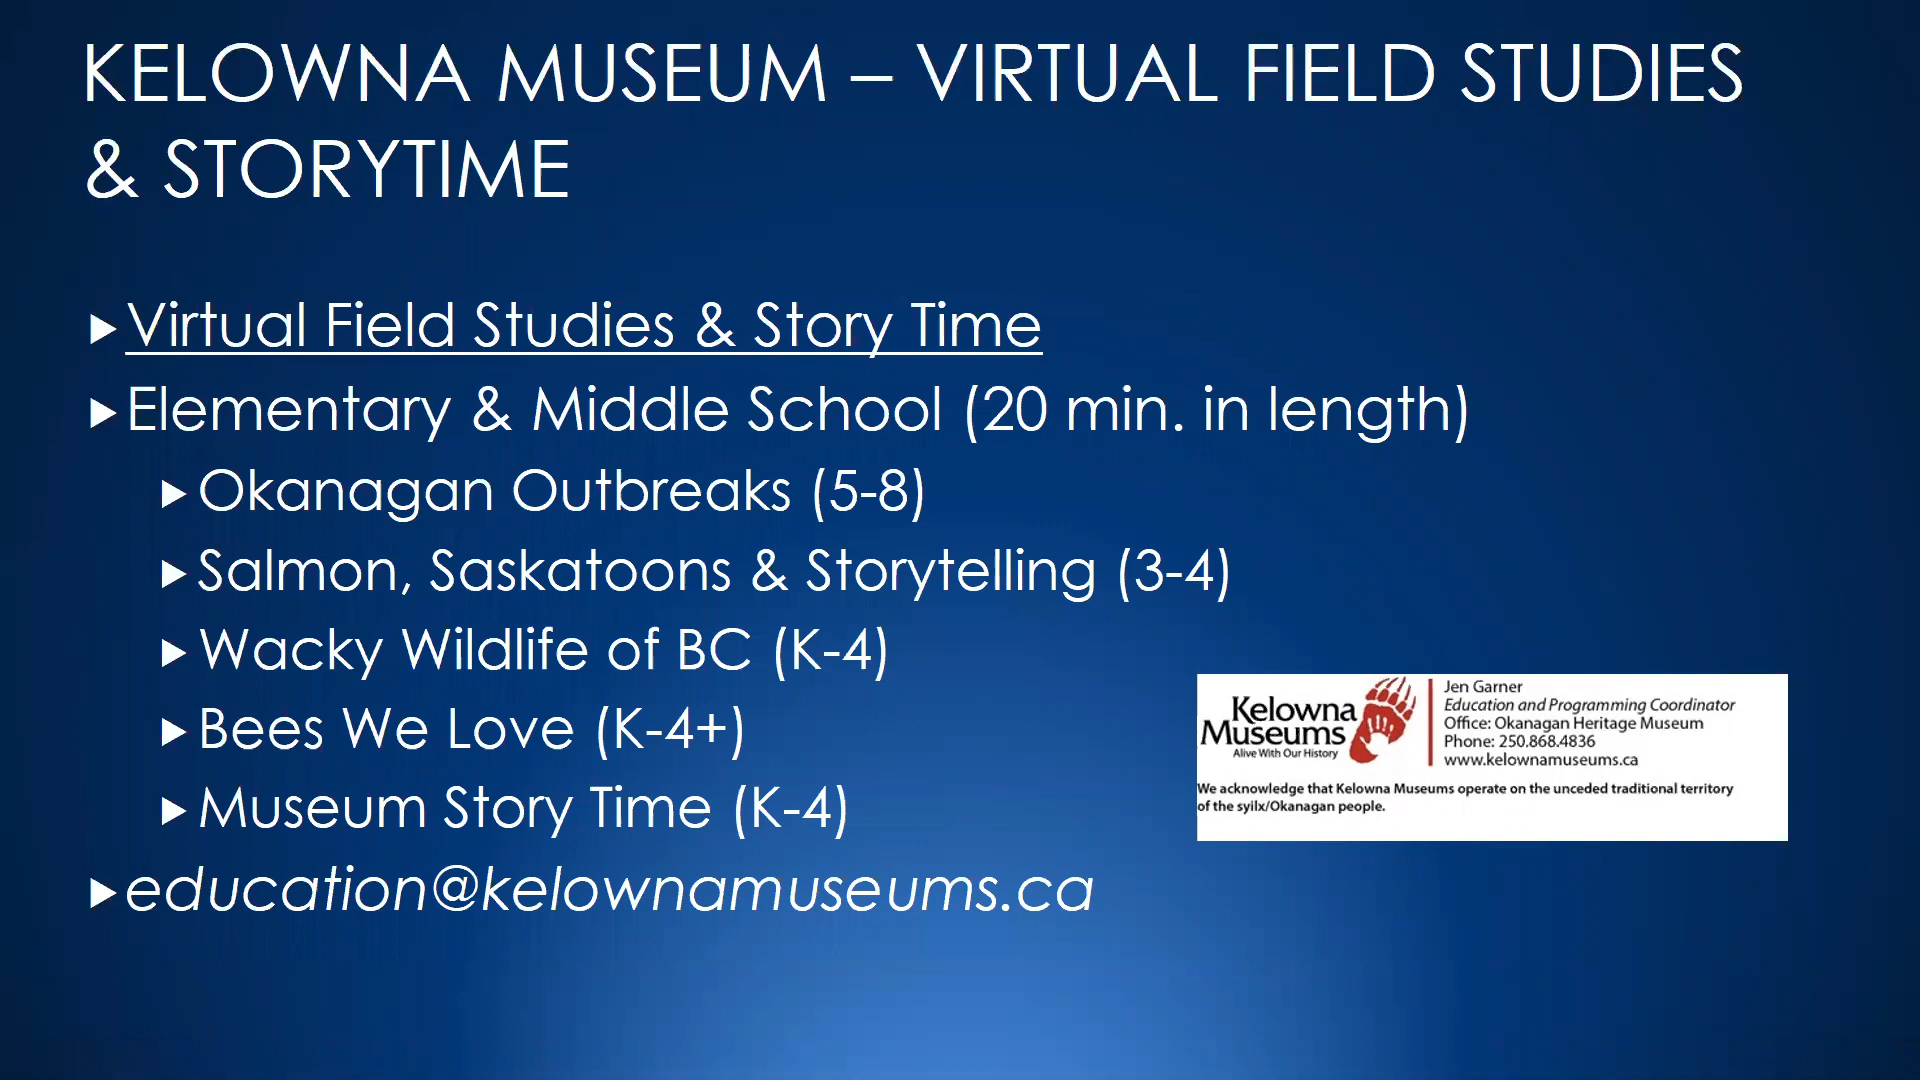 KELOWNA MUSEUM – VIRTUAL FIELD STUDIES
& STORYTIME
Virtual Field Studies & Story Time
Elementary & Middle School (20 min. in length)
Okanagan Outbreaks (5-8)
Salmon, Saskatoons & Storytelling (3-4)
Wacky Wildlife of BC (K-4)
Bees We Love (K-4+)
Museum Story Time (K-4)
education@kelownamuseums.ca
Kelowna
Museums
Alive With Our History
Jen Garner
Education and Programming Coordinator
Office: Okanagan Heritage Museum
Phone: 250.868.4836
www.kelownamuseums.ca
We acknowledge that Kelowna Museums operate on the unceded traditional territory
of the syilx/Okanagan people.